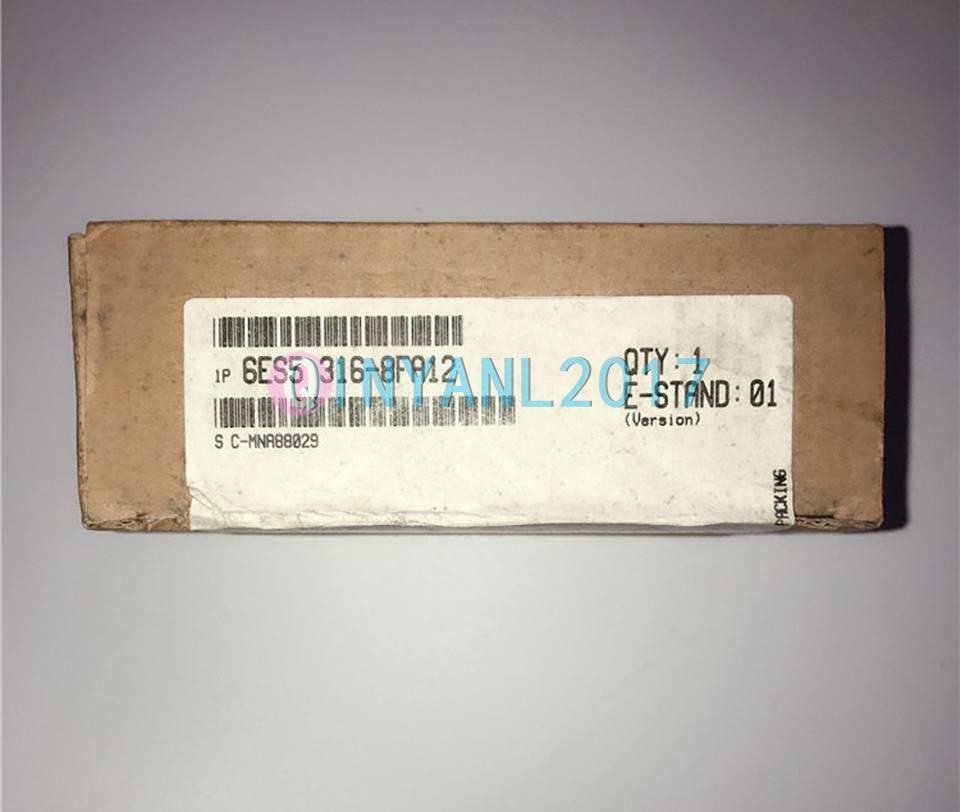 1P 6ES5 316-8FA12
S C-MNA88029
QTY: 1
E-STAND: 01
(Version)
PACKING
QINYANL2017